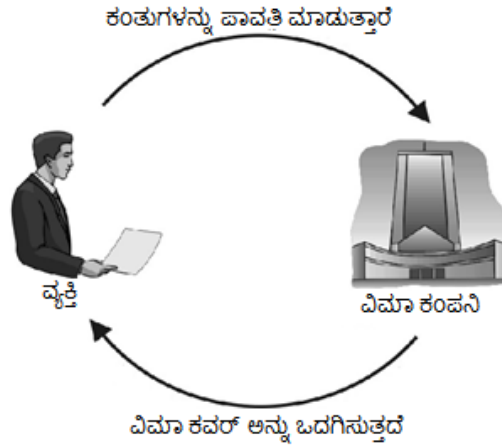 ಕಂತುಗಳನ್ನು ಪಾವತಿ ಮಾಡುತ್ತಾರೆ
ವ್ಯಕ್ತಿ
ವಿಮಾ ಕಂಪನಿ
ವಿಮಾ ಕವರ್ ಅನ್ನು ಒದಗಿಸುತ್ತದೆ